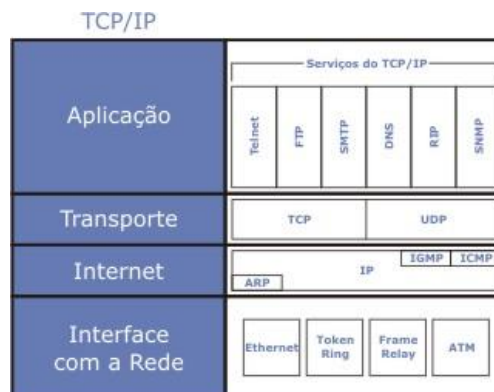 TCP/IP
Aplicação
Serviços do TCP/IP
Telnet
FTP
SMTP
DNS
RIP
SNMP
Transporte
TCP
UDP
Internet
ARP
IP
IGMP
ICMP
Interface
com a Rede
Ethernet
Token
Ring
Frame
Relay
ATM